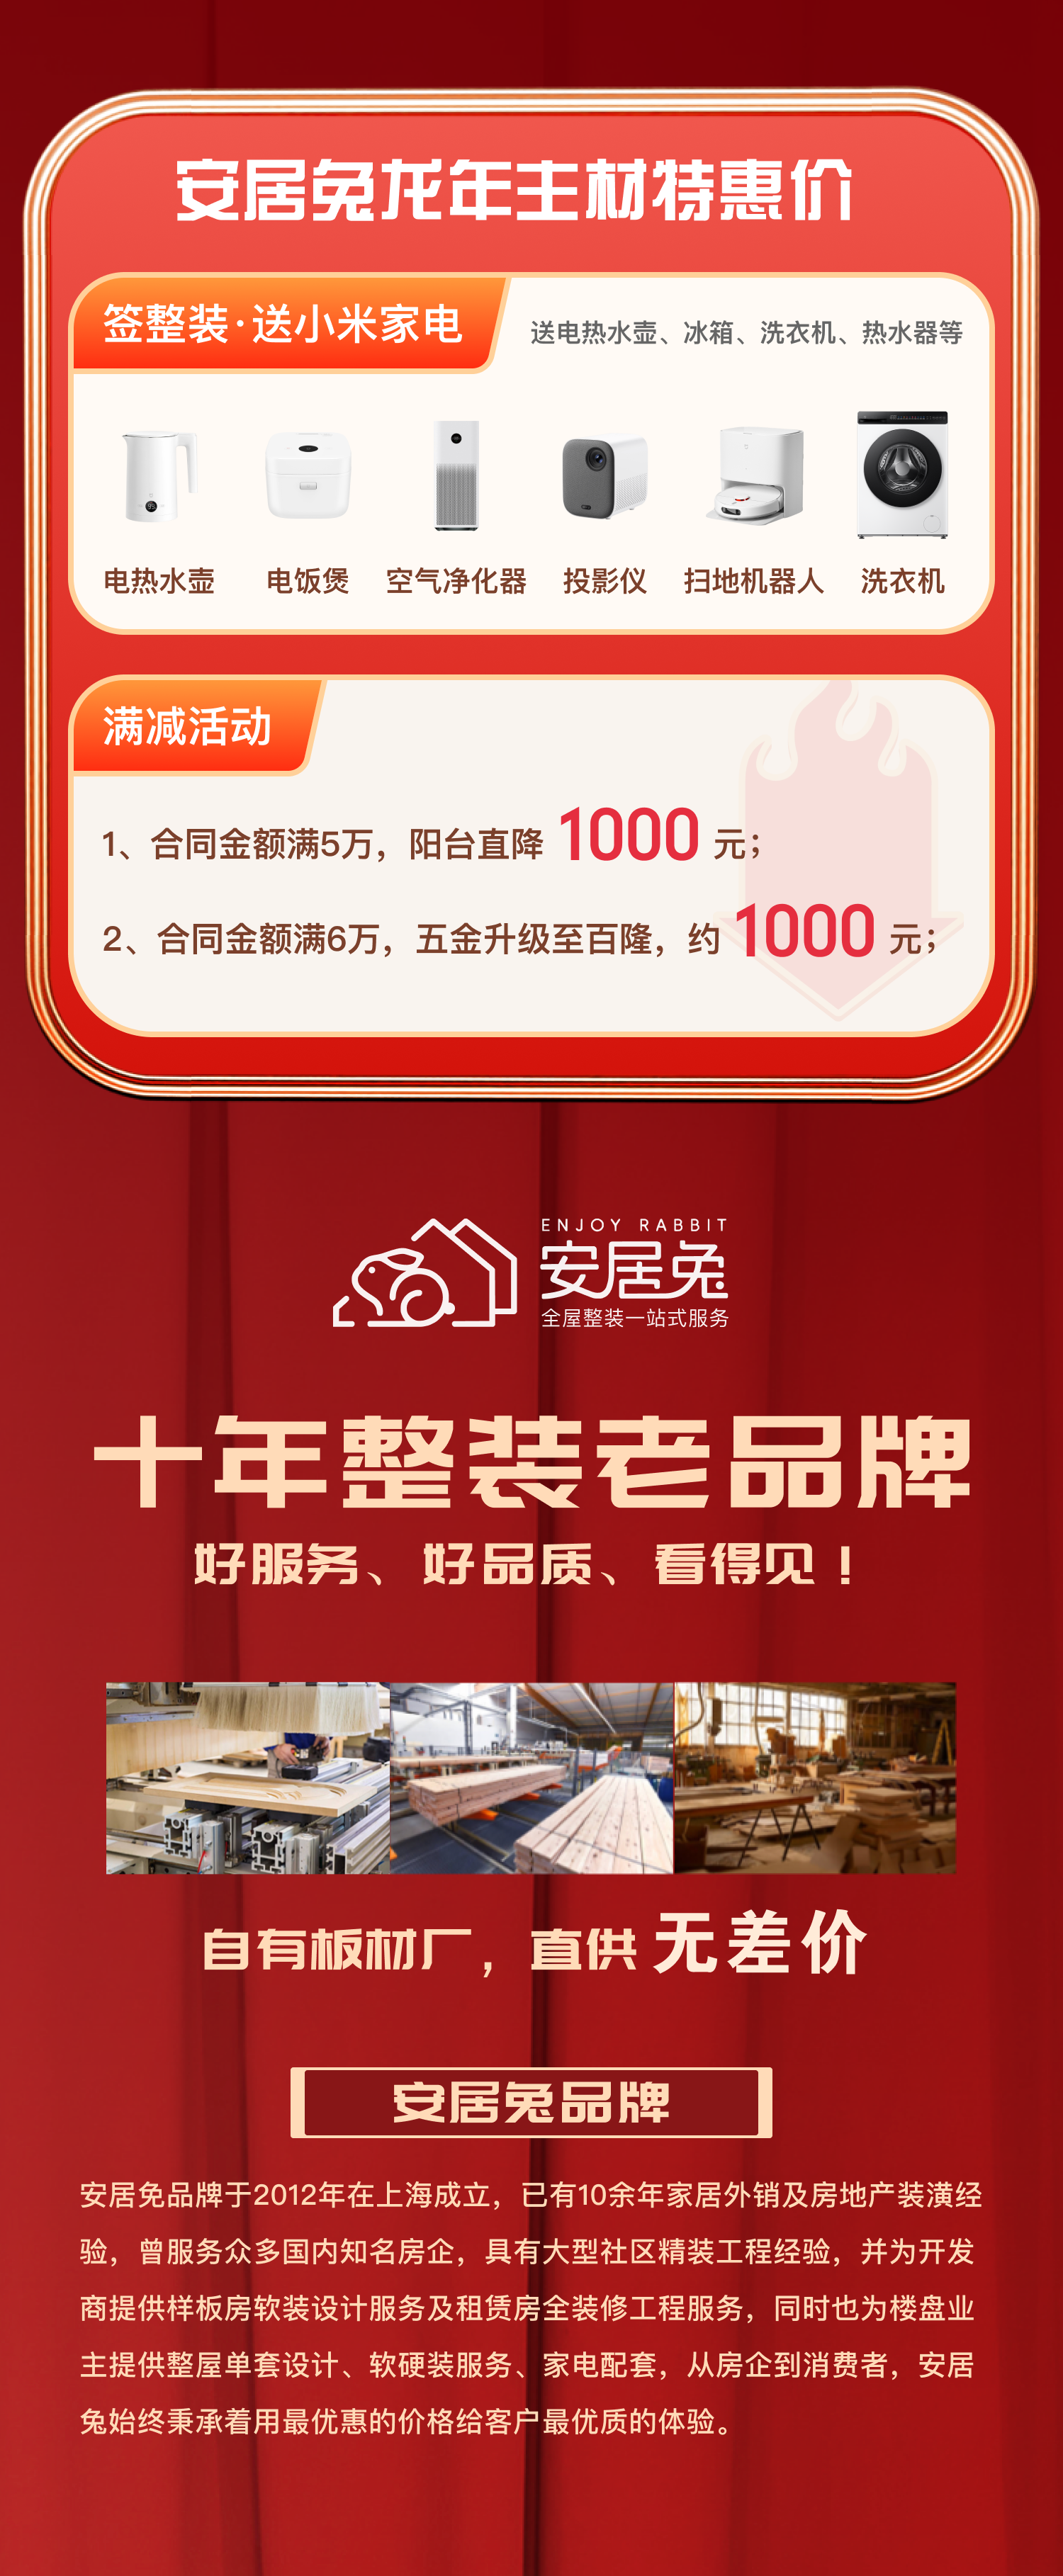 安居兔龙年主材特惠价
签整装·送小米家电
送电热水壶、冰箱、洗衣机、热水器等
电热水壶
电饭煲
空气净化器
投影仪
扫地机器人
洗衣机
满减活动
1、合同金额满5万，阳台直降 1000 元；
2、合同金额满6万，五金升级至百隆，约 1000 元；
ENJOY RABBIT
安居兔
全屋整装一站式服务
十年整装老品牌
好服务、好品质、看得见！
自有板材厂，直供 无差价
安居兔品牌
安居兔品牌于2012年在上海成立，已有10余年家居外销及房地产装潢经
验，曾服务众多国内知名房企，具有大型社区精装工程经验，并为开发
商提供样板房软装设计服务及租赁房全装修工程服务，同时也为楼盘业
主提供整屋单套设计、软硬装服务、家电配套，从房企到消费者，安居
兔始终秉承着用最优惠的价格给客户最优质的体验。